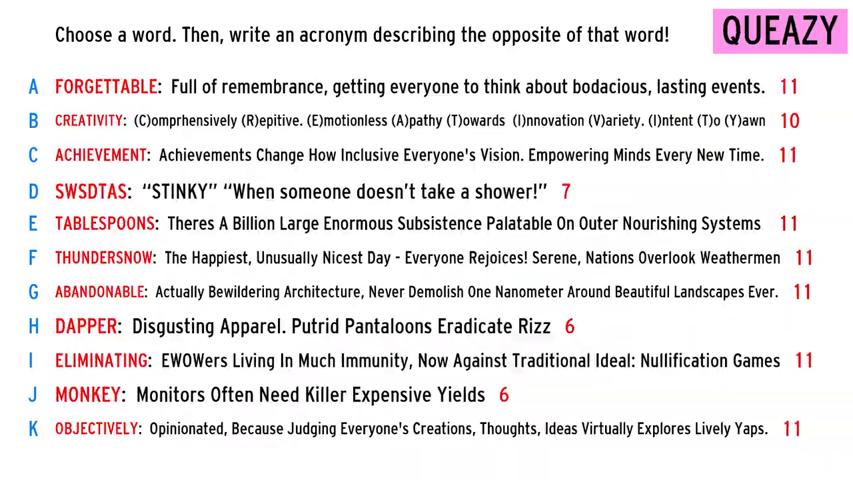 Choose a word. Then, write an acronym describing the opposite of that word!
QUEAZY
A FORGETTABLE: Full of remembrance, getting everyone to think about bodacious, lasting events. 11
B CREATIVITY: (C)omprhensively (R)epitive. (E)motionless (A)pathy (T)owards (I)nnovation (V)ariety. (I)ntent (T)o (Y)awn 10
C ACHIEVEMENT: Achievements Change How Inclusive Everyone's Vision. Empowering Minds Every New Time. 11
D SWSDTAS: “STINKY” “When someone doesn’t take a shower!” 7
E TABLESPOONS: Theres A Billion Large Enormous Subsistence Palatable On Outer Nourishing Systems 11
F THUNDERSNOW: The Happiest, Unusually Nicest Day - Everyone Rejoices! Serene, Nations Overlook Weathermen 11
G ABANDONABLE: Actually Bewildering Architecture, Never Demolish One Nanometer Around Beautiful Landscapes Ever. 11
H DAPPER: Disgusting Apparel. Putrid Pantaloons Eradicate Rizz 6
I ELIMINATING: EWOWers Living In Much Immunity, Now Against Traditional Ideal: Nullification Games 11
J MONKEY: Monitors Often Need Killer Expensive Yields 6
K OBJECTIVELY: Opinionated, Because Judging Everyone's Creations, Thoughts, Ideas Virtually Explores Lively Yaps. 11